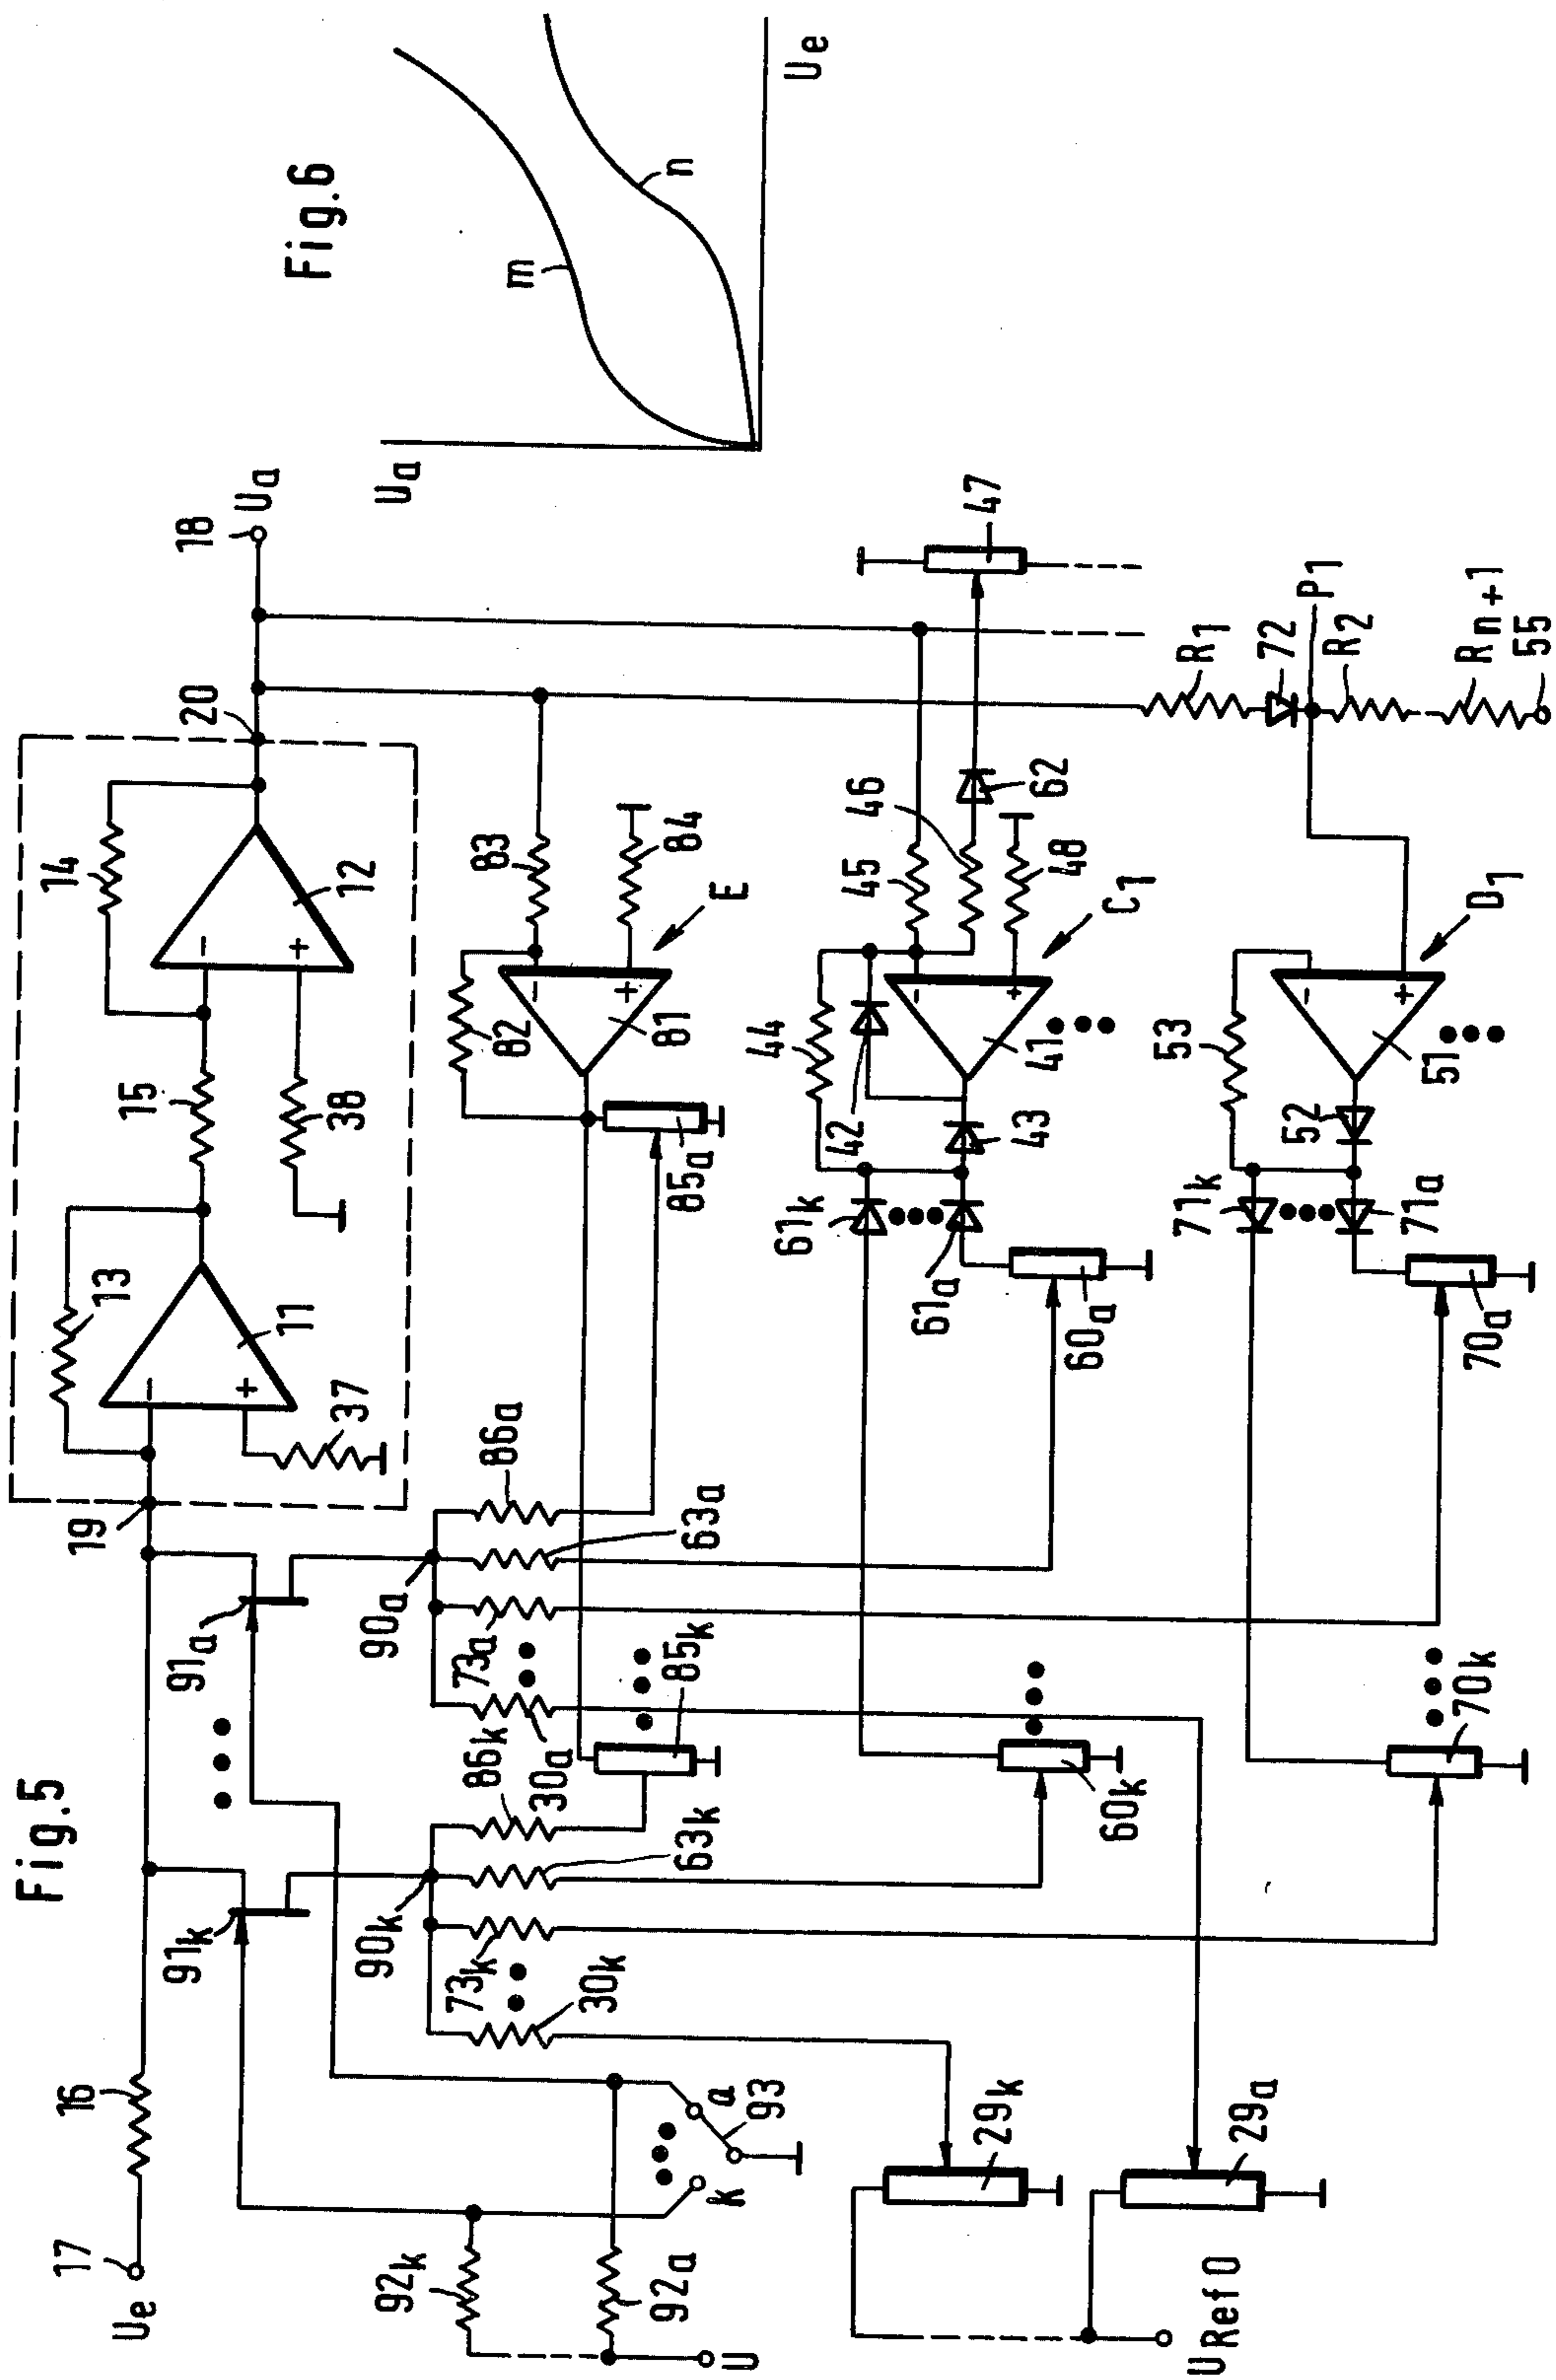 Fig.5
Ue
17
16
91k
91a
19
13
11
37
15
38
14
12
20
18
Ua
92k
92a
U
k
a
93
90k
86k
63k
73k
30k
90a
86a
63a
73a
30a
85k
85a
82
81
83
84
E
29k
29a
URef0
60k
60a
61k
61a
44
42
43
41
45
46
48
62
47
C1
70k
70a
71k
71a
53
52
51
D1
R1
72
P1
R2
Rn+1
55
-
+
-
+
-
+
-
+
-
+
Fig.6
Ua
Ue
m
n